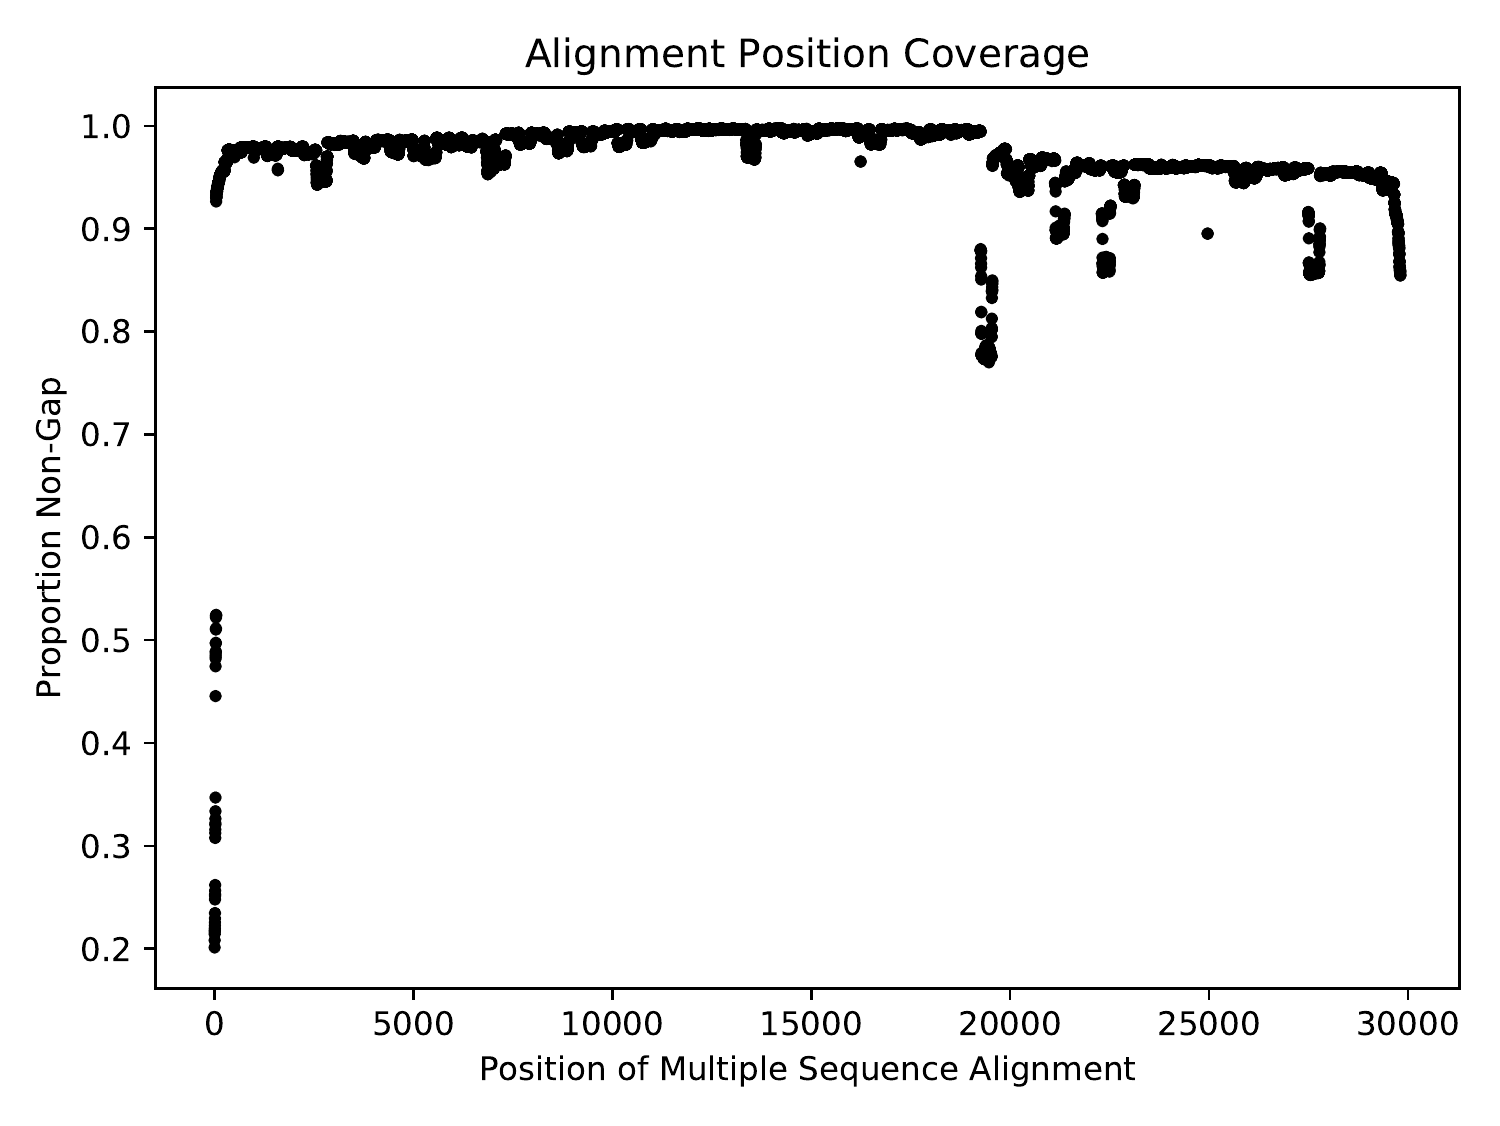 Alignment Position Coverage
Proportion Non-Gap
1.0
0.9
0.8
0.7
0.6
0.5
0.4
0.3
0.2
0 5000 10000 15000 20000 25000 30000
Position of Multiple Sequence Alignment